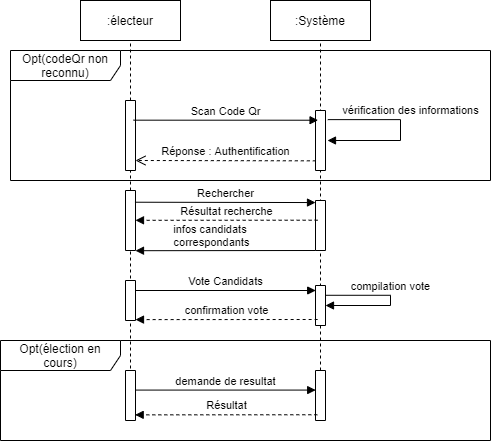 :électeur
:Système
Opt(codeQr non
reconnu)
Scan Code Qr
vérification des informations
Réponse : Authentification
Rechercher
Résultat recherche
infos candidats
correspondants
Vote Candidats
compilation vote
confirmation vote
Opt(élection en
cours)
demande de resultat
Résultat